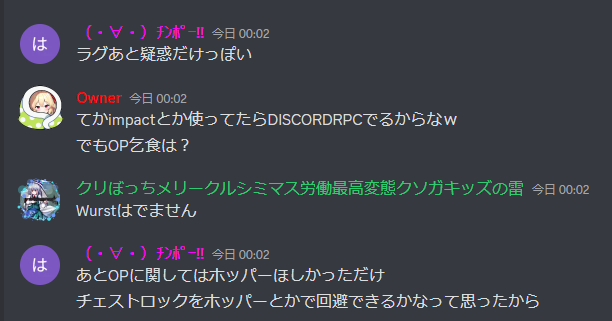 は
（・∀・）ﾁﾝﾎﾟｰ!! 今日 00:02
ラグあと疑惑だけっぽい
Owner 今日 00:02
てかimpactとか使ってたらDISCORDRPCでるからなｗ
でもOP乞食は？
クリぼっちメリークルシミマス労働最高変態クソガキッズの雷 今日 00:02
Wurstはでません
は
（・∀・）ﾁﾝﾎﾟｰ!! 今日 00:02
あとOPに関してはホッパーほしかっただけ
チェストロックをホッパーとかで回避できるかなって思ったから